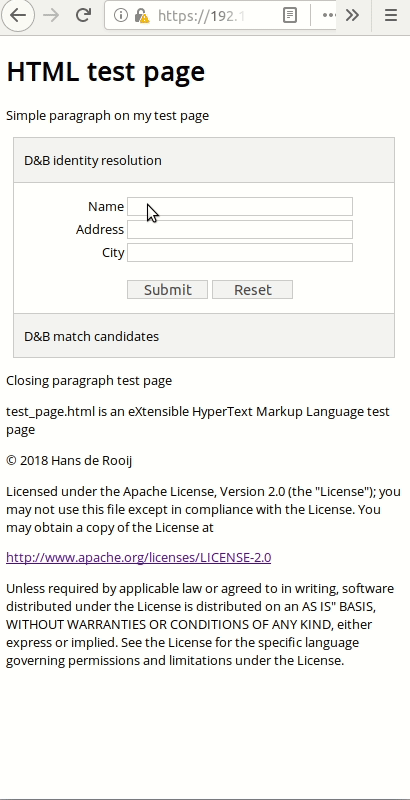 https://192.1
HTML test page
Simple paragraph on my test page
D&B identity resolution
Name
Address
City
Submit Reset
D&B match candidates
Closing paragraph test page
test_page.html is an eXtensible HyperText Markup Language test
page
© 2018 Hans de Rooij
Licensed under the Apache License, Version 2.0 (the "License"); you
may not use this file except in compliance with the License. You
may obtain a copy of the License at
http://www.apache.org/licenses/LICENSE-2.0
Unless required by applicable law or agreed to in writing, software
distributed under the License is distributed on an AS IS" BASIS,
WITHOUT WARRANTIES OR CONDITIONS OF ANY KIND, either
express or implied. See the License for the specific language
governing permissions and limitations under the License.